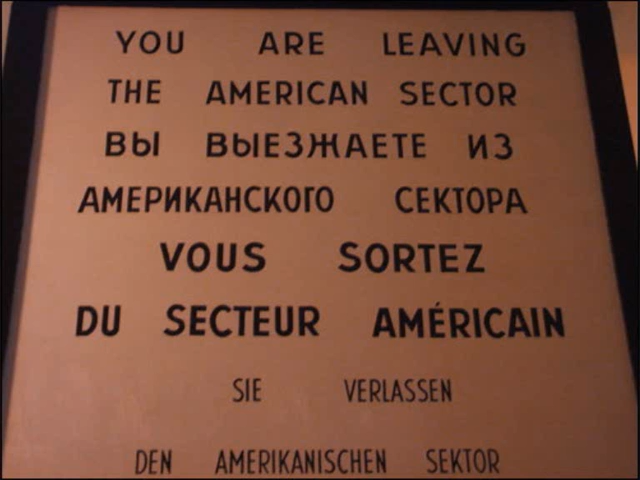 YOU ARE LEAVING
THE AMERICAN SECTOR
ВЫ ВЫЕЗЖАЕТЕ ИЗ
АМЕРИКАНСКОГО СЕКТОРА
VOUS SORTEZ
DU SECTEUR AMÉRICAIN
SIE VERLASSEN
DEN AMERIKANISCHEN SEKTOR